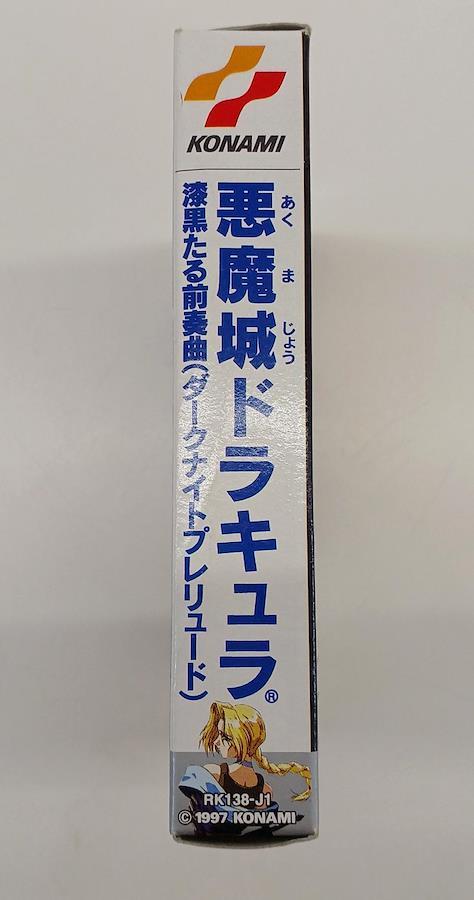 KONAMI
悪魔城ドラキュラ®
あくまじょう
漆黒たる前奏曲(ダークナイトプレリュード)
RK138-J1
© 1997 KONAMI